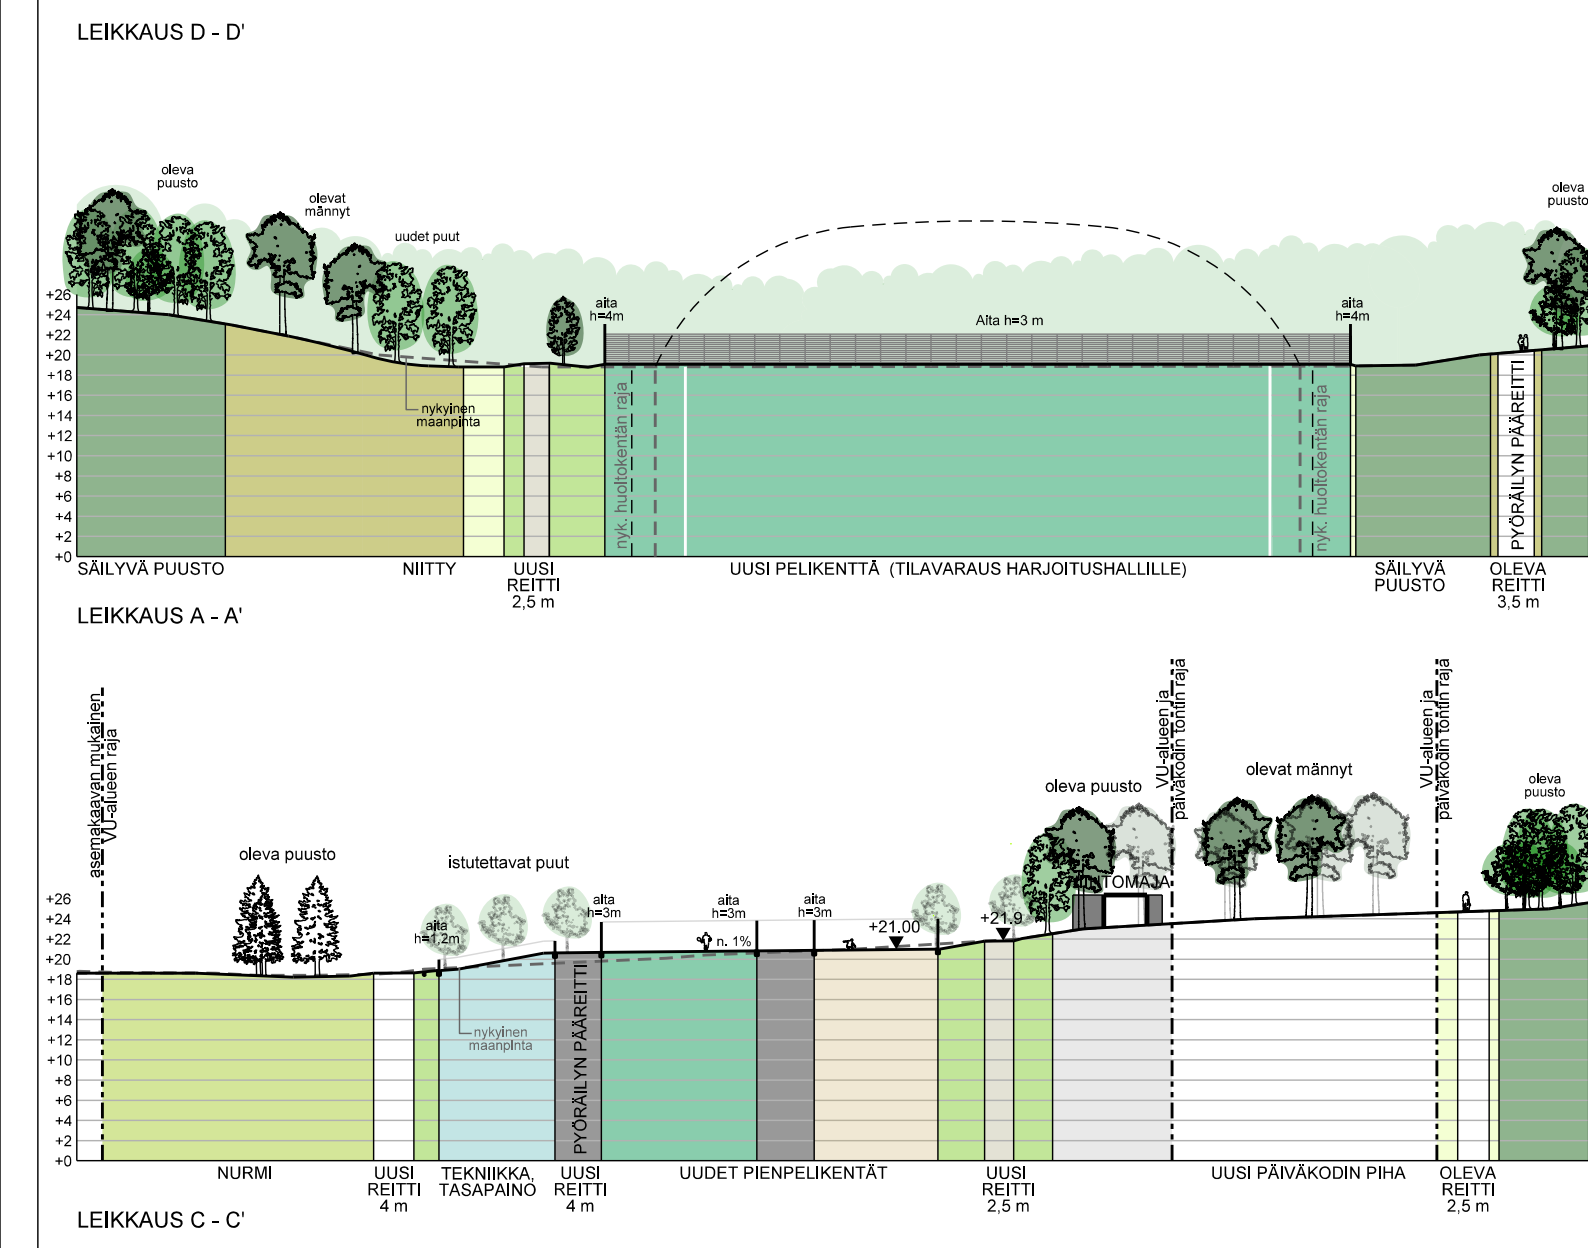 LEIKKAUS D - D'
oleva
puusto
olevat
männyt
uudet puut
oleva
puusto
aita
h=4m
Aita h=3 m
aita
h=4m
+26
+24
+22
+20
+18
+16
+14
+12
+10
+8
+6
+4
+2
+0
nykyinen
maanpinta
nyk. huoltokentän raja
nyk. huoltokentän raja
PYÖRÄILYN PÄÄREITTI
SÄILYVÄ PUUSTO
NIITTY
UUSI
REITTI
2,5 m
UUSI PELIKENTTÄ (TILAVARAUS HARJOITUSHALLILLE)
SÄILYVÄ
PUUSTO
OLEVA
REITTI
3,5 m
LEIKKAUS A - A'
asemakaavan mukainen
VU-alueen raja
VU-alueen ja
päiväkodin tontin raja
VU-alueen ja
päiväkodin tontin raja
oleva puusto
istutettavat puut
oleva puusto
olevat männyt
oleva
puusto
aita
h=1,2m
aita
h=3m
aita
h=3m
aita
h=3m
n. 1%
+21.00
+21.9
+26
+24
+22
+20
+18
+16
+14
+12
+10
+8
+6
+4
+2
+0
nykyinen
maanpinta
PYÖRÄILYN PÄÄREITTI
NURMI
UUSI
REITTI
4 m
TEKNIIKKA,
TASAPAINO
UUSI
REITTI
4 m
UUDET PIENPELIKENTÄT
UUSI
REITTI
2,5 m
UUSI PÄIVÄKODIN PIHA
OLEVA
REITTI
2,5 m
LEIKKAUS C - C'